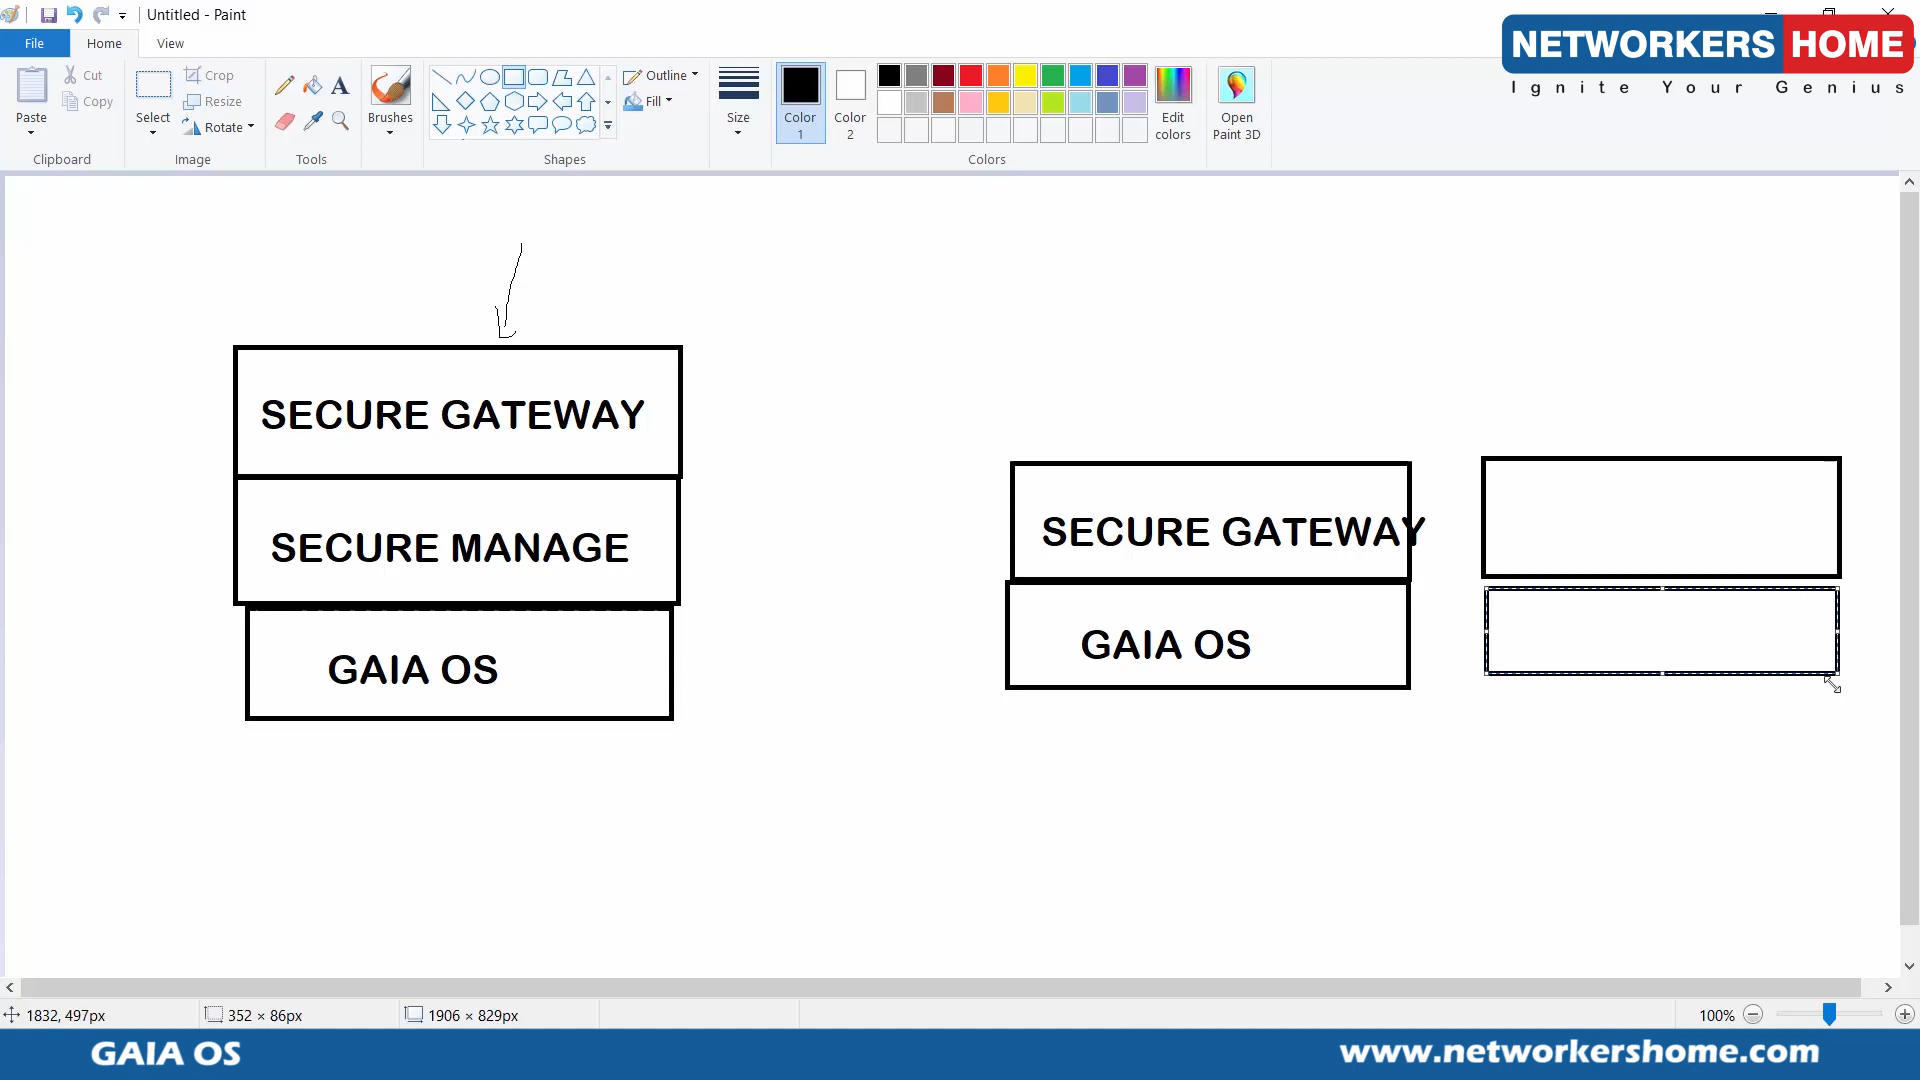 Untitled - Paint
File
Home
View
NETWORKERS HOME
Ignite Your Genius
Paste
Cut
Copy
Clipboard
Select
Crop
Resize
Rotate
Image
A
Tools
Brushes
Shapes
Outline
Fill
Size
Color
1
Color
2
Edit
colors
Colors
Open
Paint 3D
SECURE GATEWAY
SECURE MANAGE
GAIA OS
SECURE GATEWAY
GAIA OS
1832, 497px
352 × 86px
1906 × 829px
100%
GAIA OS
www.networkershome.com